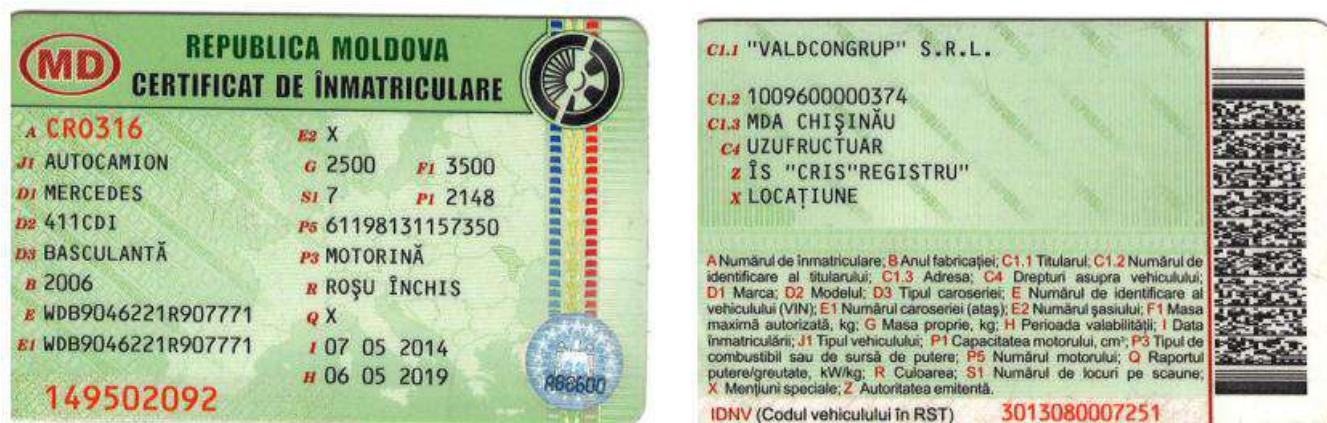 MD
REPUBLICA MOLDOVA
CERTIFICAT DE ÎNMATRICULARE
A CRO316
J1 AUTOCAMION
D1 MERCEDES
D2 411CDI
D3 BASCULANTĂ
B 2006
E WDB9046221R907771
E1 WDB9046221R907771
149502092
E2 X
G 2500 F1 3500
S1 7 P1 2148
P5 61198131157350
P3 MOTORINĂ
R ROŞU ÎNCHIS
Q X
I 07 05 2014
H 06 05 2019
C1.1 "VALDCONGRUP" S.R.L.
C1.2 1009600000374
C1.3 MDA CHIŞINĂU
C4 UZUFRUCTUAR
Z ÎS "CRIS"REGISTRU"
X LOCAŢIUNE
A Numărul de înmatriculare; B Anul fabricaţiei; C1.1 Titularul; C1.2 Numărul de
identificare al titularului; C1.3 Adresa; C4 Drepturi asupra vehiculului;
D1 Marca; D2 Modelul; D3 Tipul caroseriei; E Numărul de identificare al
vehiculului (VIN); E1 Numărul caroseriei (ataş); E2 Numărul şasiului; F1 Masa
maximă autorizată, kg; G Masa proprie, kg; H Perioada valabilităţii; I Data
înmatriculării; J1 Tipul vehiculului; P1 Capacitatea motorului, cm³; P3 Tipul de
combustibil sau de sursă de putere; P5 Numărul motorului; Q Raportul
putere/greutate, kW/kg; R Culoarea; S1 Numărul de locuri pe scaune;
X Menţiuni speciale; Z Autoritatea emitentă.
IDNV (Codul vehiculului în RST) 3013080007251